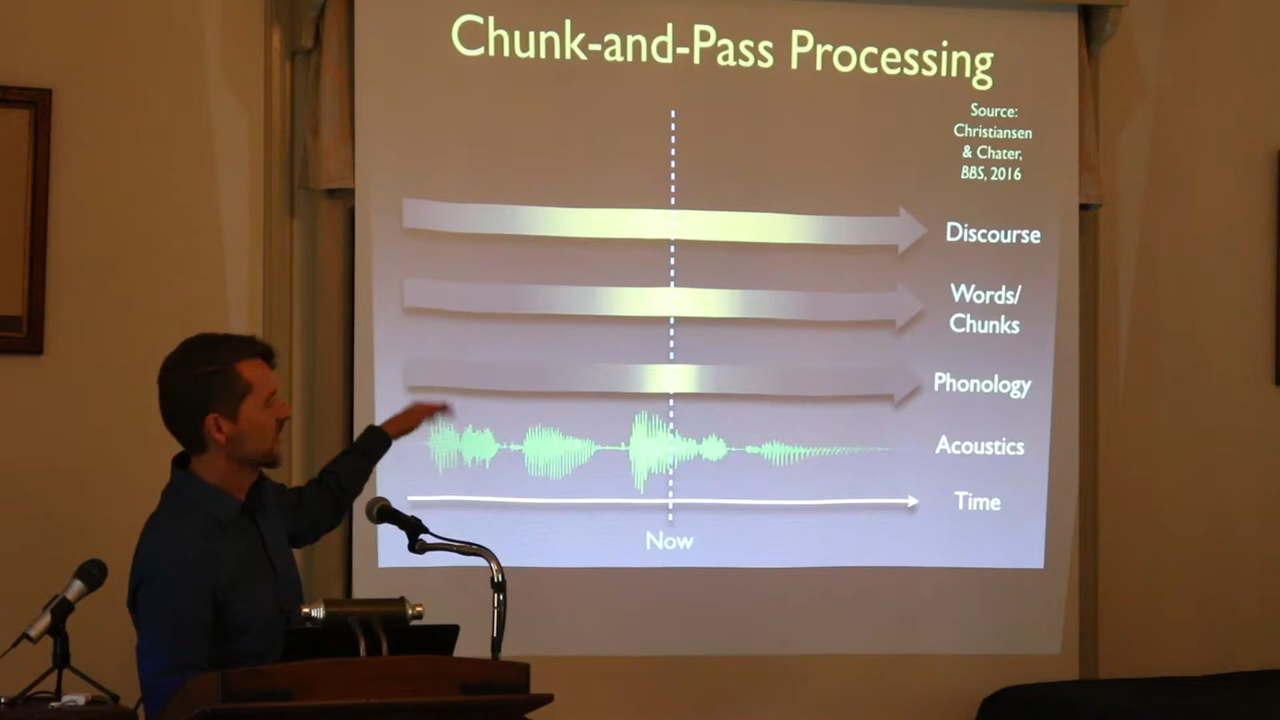 Chunk-and-Pass Processing
Source:
Christiansen
& Chater,
BBS, 2016
Discourse
Words/
Chunks
Phonology
Acoustics
Time
Now